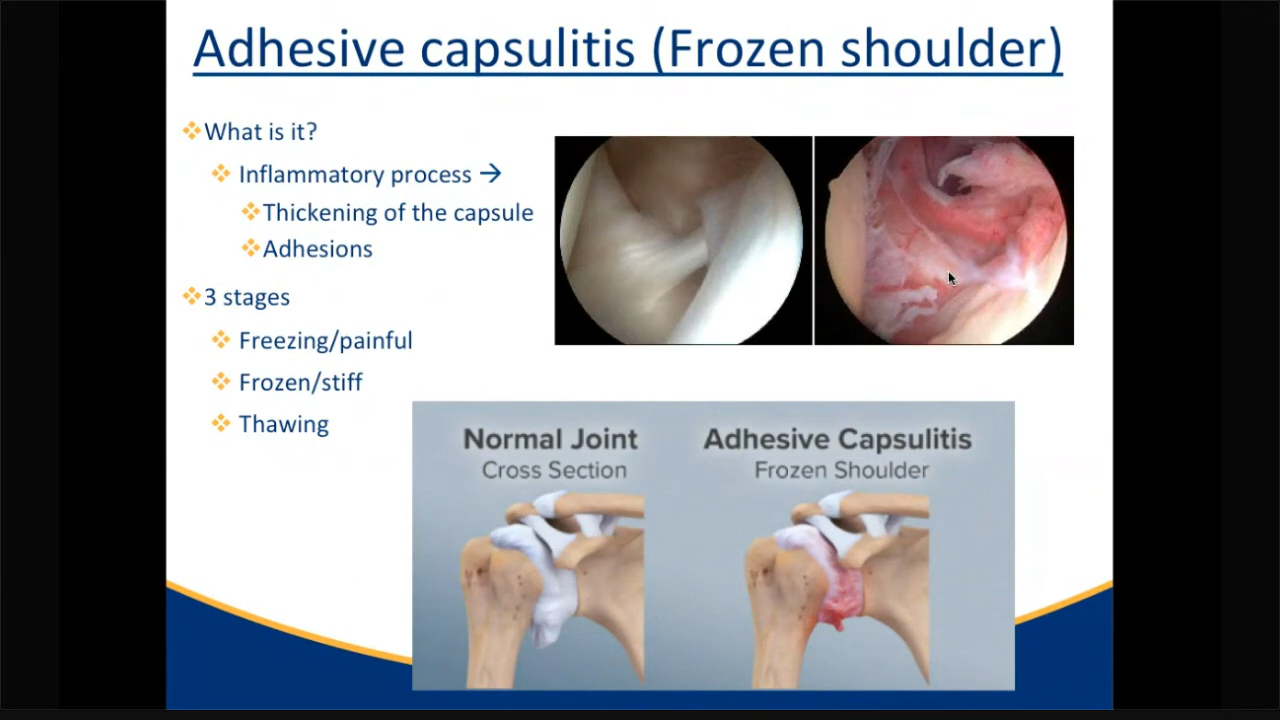 Adhesive capsulitis (Frozen shoulder)
What is it?
Inflammatory process →
Thickening of the capsule
Adhesions
3 stages
Freezing/painful
Frozen/stiff
Thawing
Normal Joint
Cross Section
Adhesive Capsulitis
Frozen Shoulder